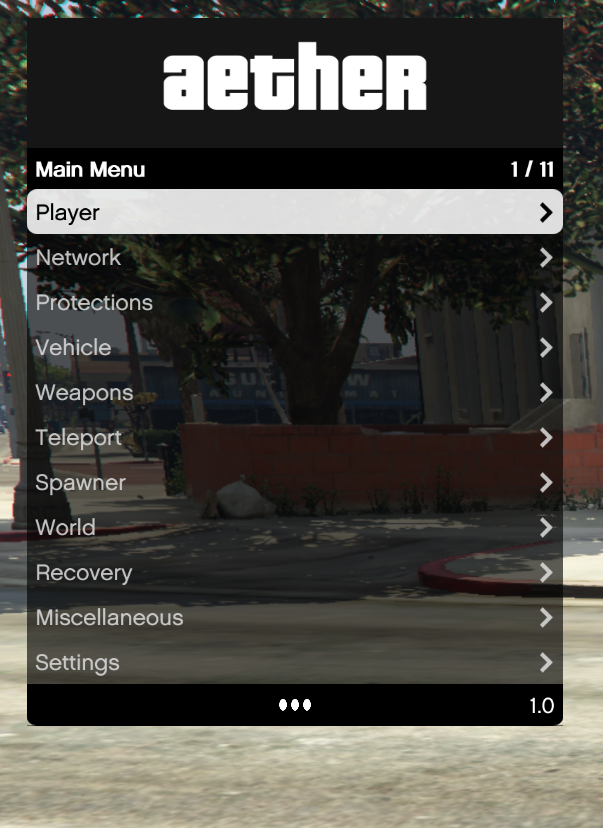 aether
Main Menu 1 / 11
Player
Network
Protections
Vehicle
Weapons
Teleport
Spawner
World
Recovery
Miscellaneous
Settings
••• 1.0